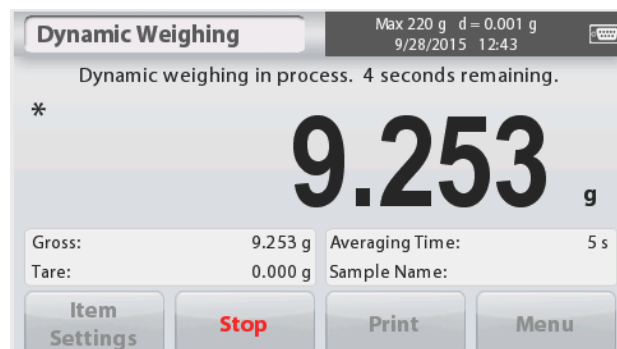 Dynamic Weighing
Max 220 g d = 0.001 g
9/28/2015 12:43
Dynamic weighing in process. 4 seconds remaining.
*
9.253 g
Gross: 9.253 g
Tare: 0.000 g
Averaging Time: 5 s
Sample Name:
Item
Settings
Stop
Print
Menu